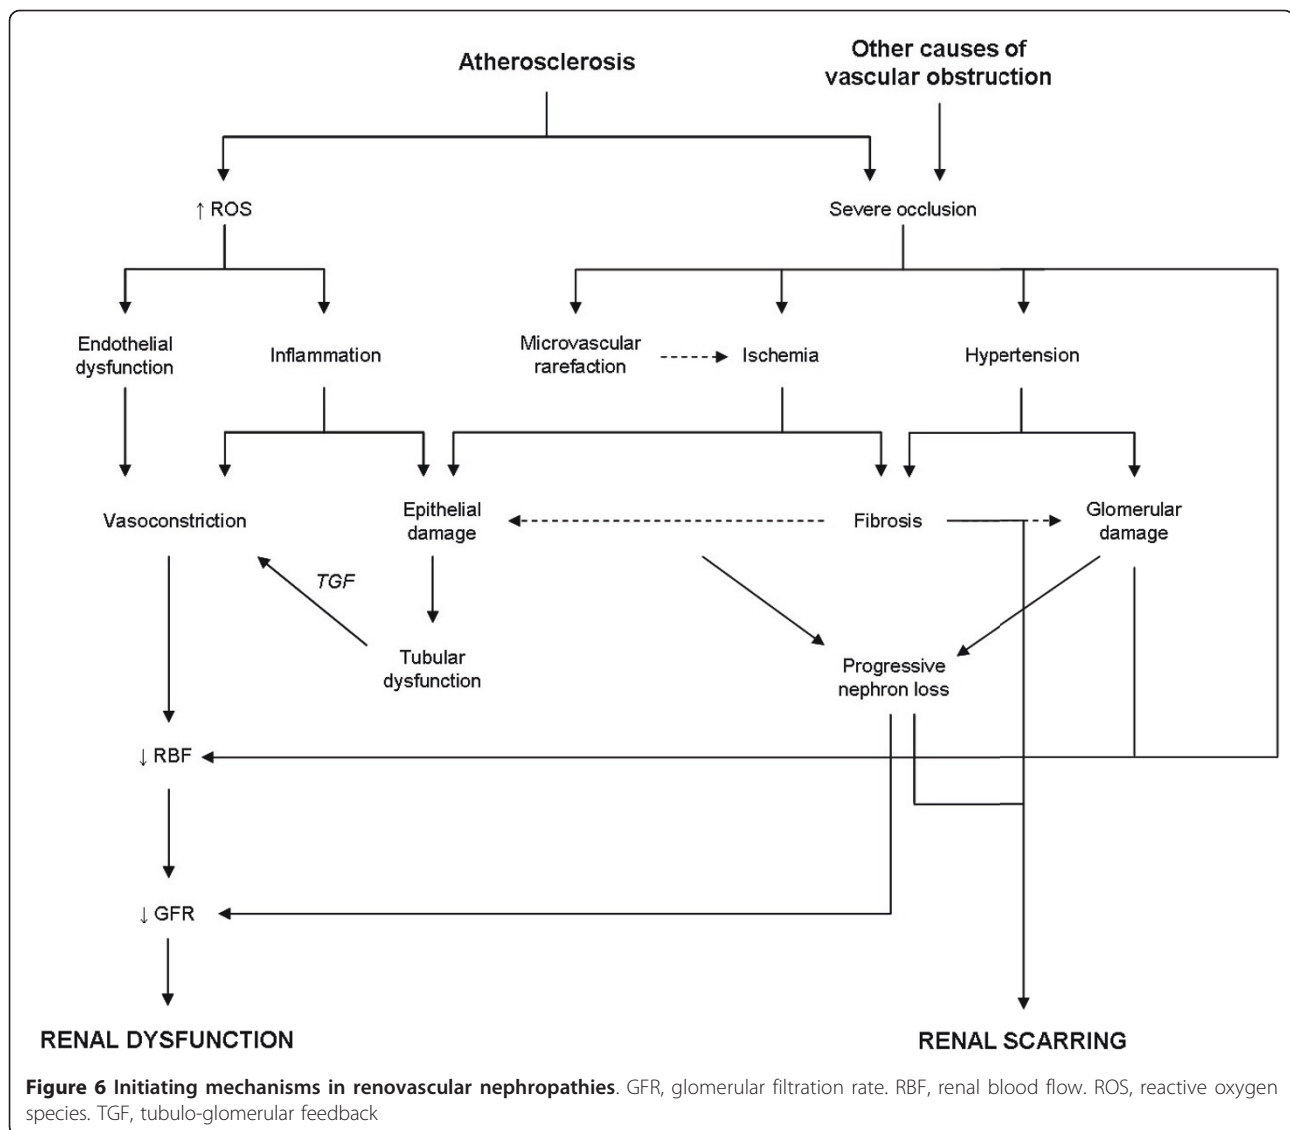 Atherosclerosis
Other causes of
vascular obstruction
↑ ROS
Severe occlusion
Endothelial
dysfunction
Inflammation
Microvascular
rarefaction
Ischemia
Hypertension
Vasoconstriction
Epithelial
damage
Fibrosis
Glomerular
damage
TGF
Tubular
dysfunction
Progressive
nephron loss
↓ RBF
↓ GFR
RENAL DYSFUNCTION
RENAL SCARRING
Figure 6 Initiating mechanisms in renovascular nephropathies. GFR, glomerular filtration rate. RBF, renal blood flow. ROS, reactive oxygen
species. TGF, tubulo-glomerular feedback